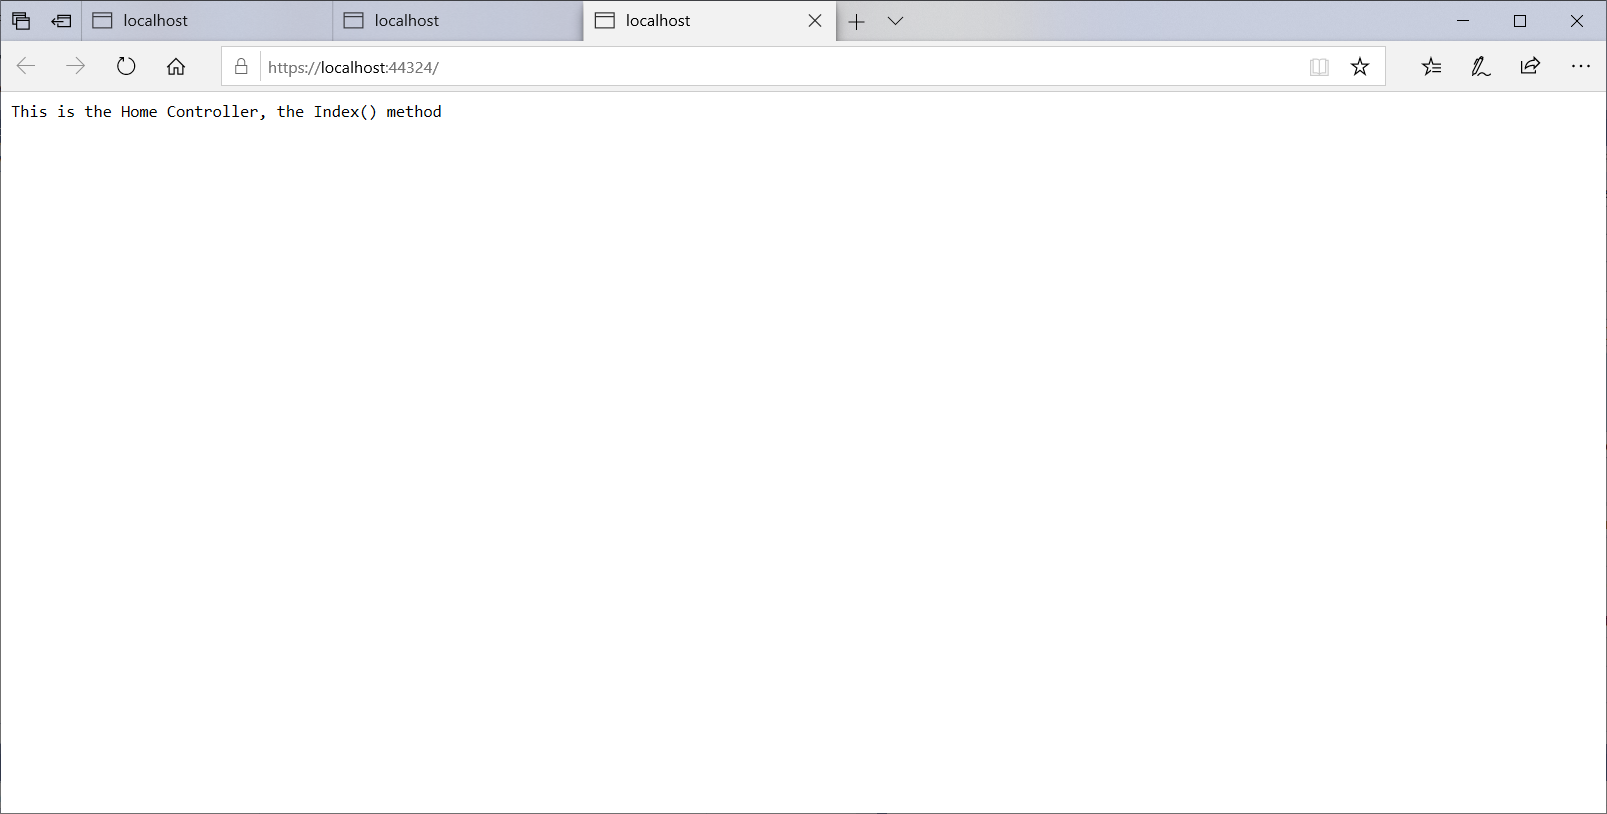 localhost
localhost
localhost
https://localhost:44324/
This is the Home Controller, the Index() method